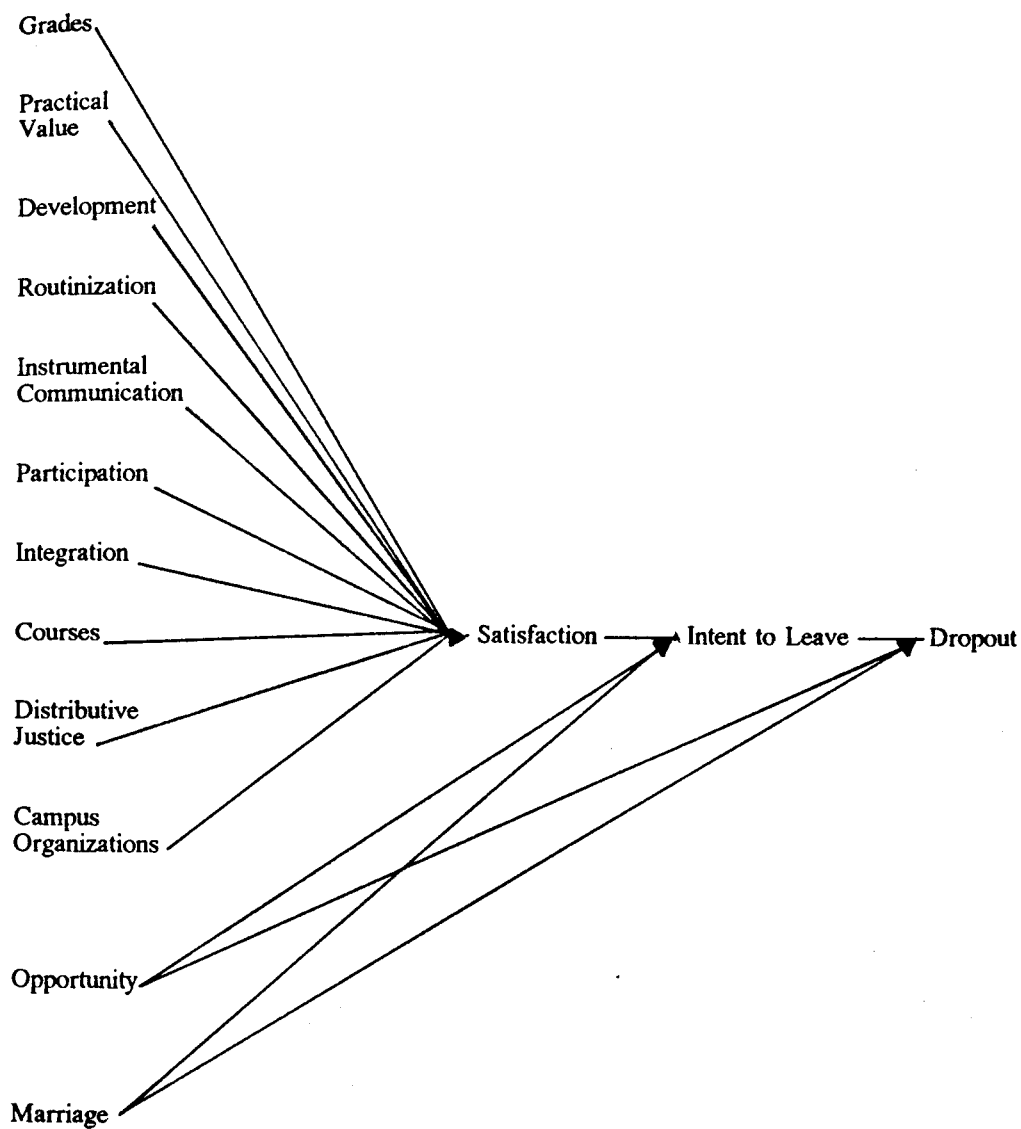 Grades
Practical
Value
Development
Routinization
Instrumental
Communication
Participation
Integration
Courses
Satisfaction
Intent to Leave
Dropout
Distributive
Justice
Campus
Organizations
Opportunity
Marriage